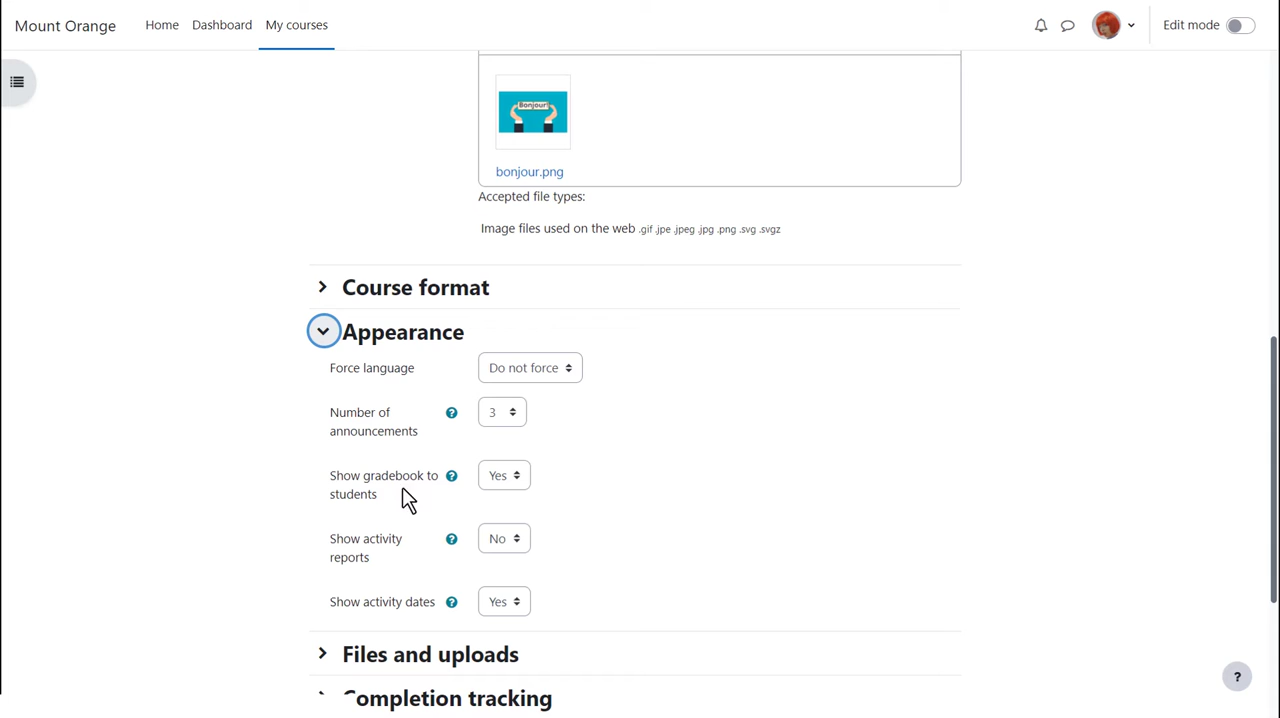 Mount Orange
Home
Dashboard
My courses
Edit mode
Bonjour!
bonjour.png
Accepted file types:
Image files used on the web .gif .jpe .jpeg .jpg .png .svg .svgz
Course format
Appearance
Force language
Do not force
Number of
announcements
?
3
Show gradebook to
students
?
Yes
Show activity
reports
?
No
Show activity dates
?
Yes
Files and uploads
Completion tracking
?